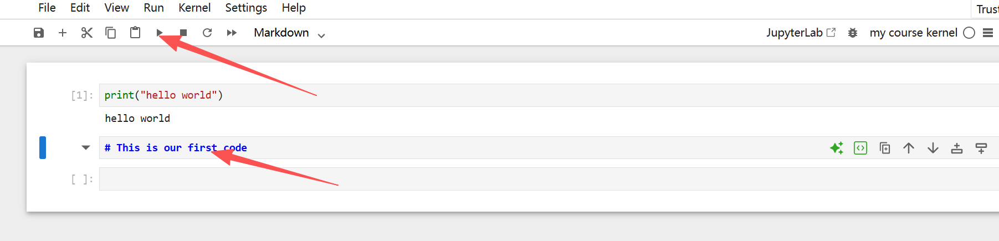 File Edit View Run Kernel Settings Help
Trust
Markdown JupyterLab my course kernel
[1]: print("hello world")
hello world
# This is our first code
[ ]: